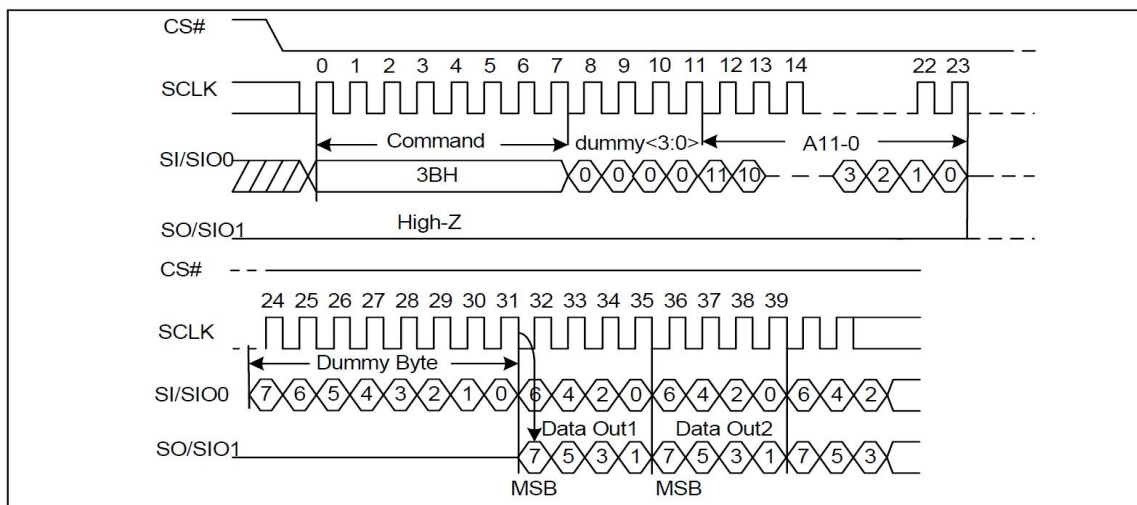 CS#
0 1 2 3 4 5 6 7 8 9 10 11 12 13 14 22 23
SCLK
Command dummy<3:0> A11-0
SI/SIO0
3BH 0 0 0 0 11 10 3 2 1 0
High-Z
SO/SIO1
CS#
24 25 26 27 28 29 30 31 32 33 34 35 36 37 38 39
SCLK
Dummy Byte
SI/SIO0 7 6 5 4 3 2 1 0 6 4 2 0 6 4 2 0 6 4 2
Data Out1 Data Out2
SO/SIO1 7 5 3 1 7 5 3 1 7 5 3
MSB MSB